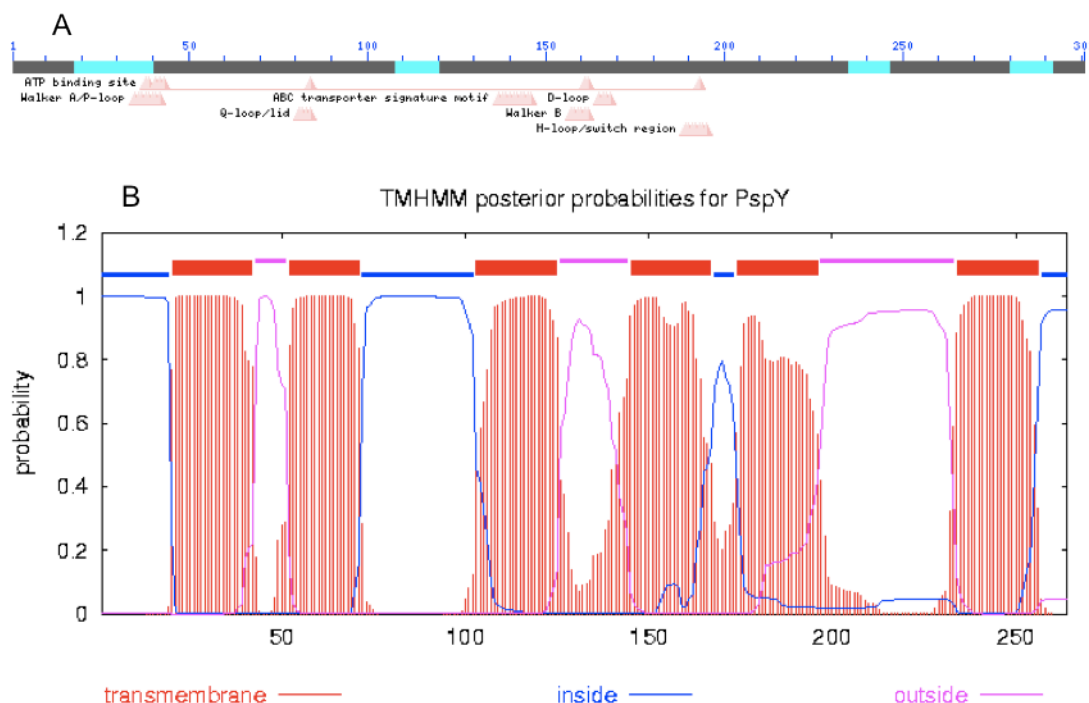 A
1 50 100 150 200 250 30
ATP binding site
Walker A/P-loop ABC transporter signature motif D-loop
Q-loop/lid Walker B
H-loop/switch region
B TMHMM posterior probabilities for PspY
1.2
1
0.8
0.6
0.4
0.2
0
probability
50 100 150 200 250
transmembrane inside outside